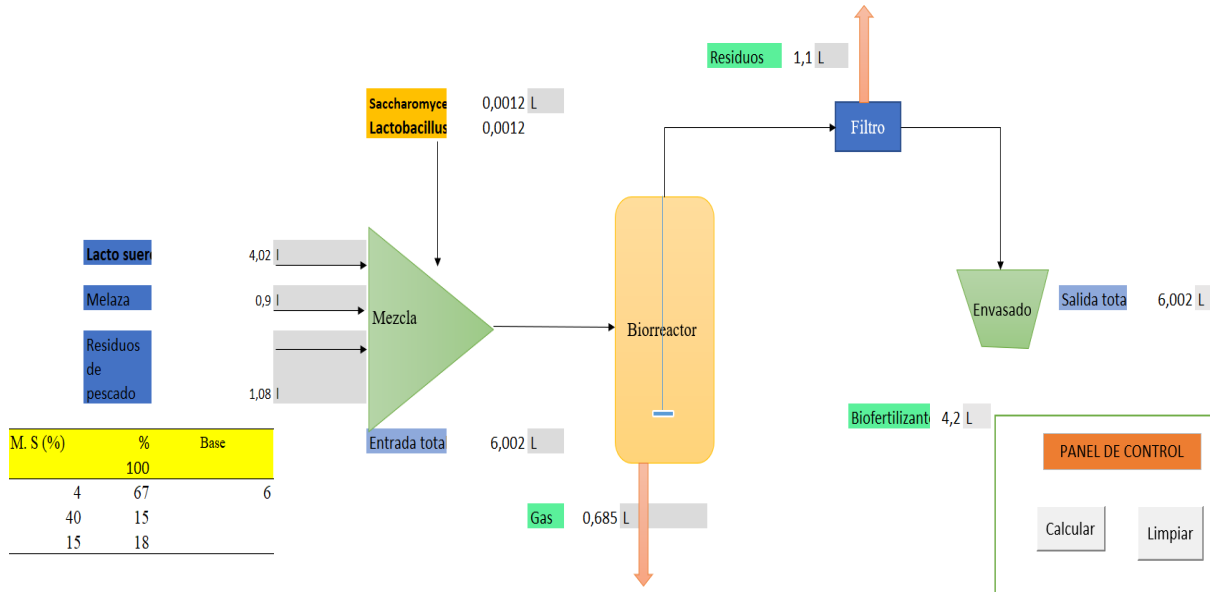 Residuos 1,1 L
Saccharomyce 0,0012 L
Lactobacillus 0,0012
Filtro
Lacto suero 4,02 l
Melaza 0,9 l
Mezcla
Residuos
de
pescado 1,08 l
Biorreactor
Envasado
Salida tota 6,002 L
Biofertilizante 4,2 L
Entrada tota 6,002 L
M. S (%) % Base
100
4 67 6
40 15
15 18
Gas 0,685 L
PANEL DE CONTROL
Calcular
Limpiar